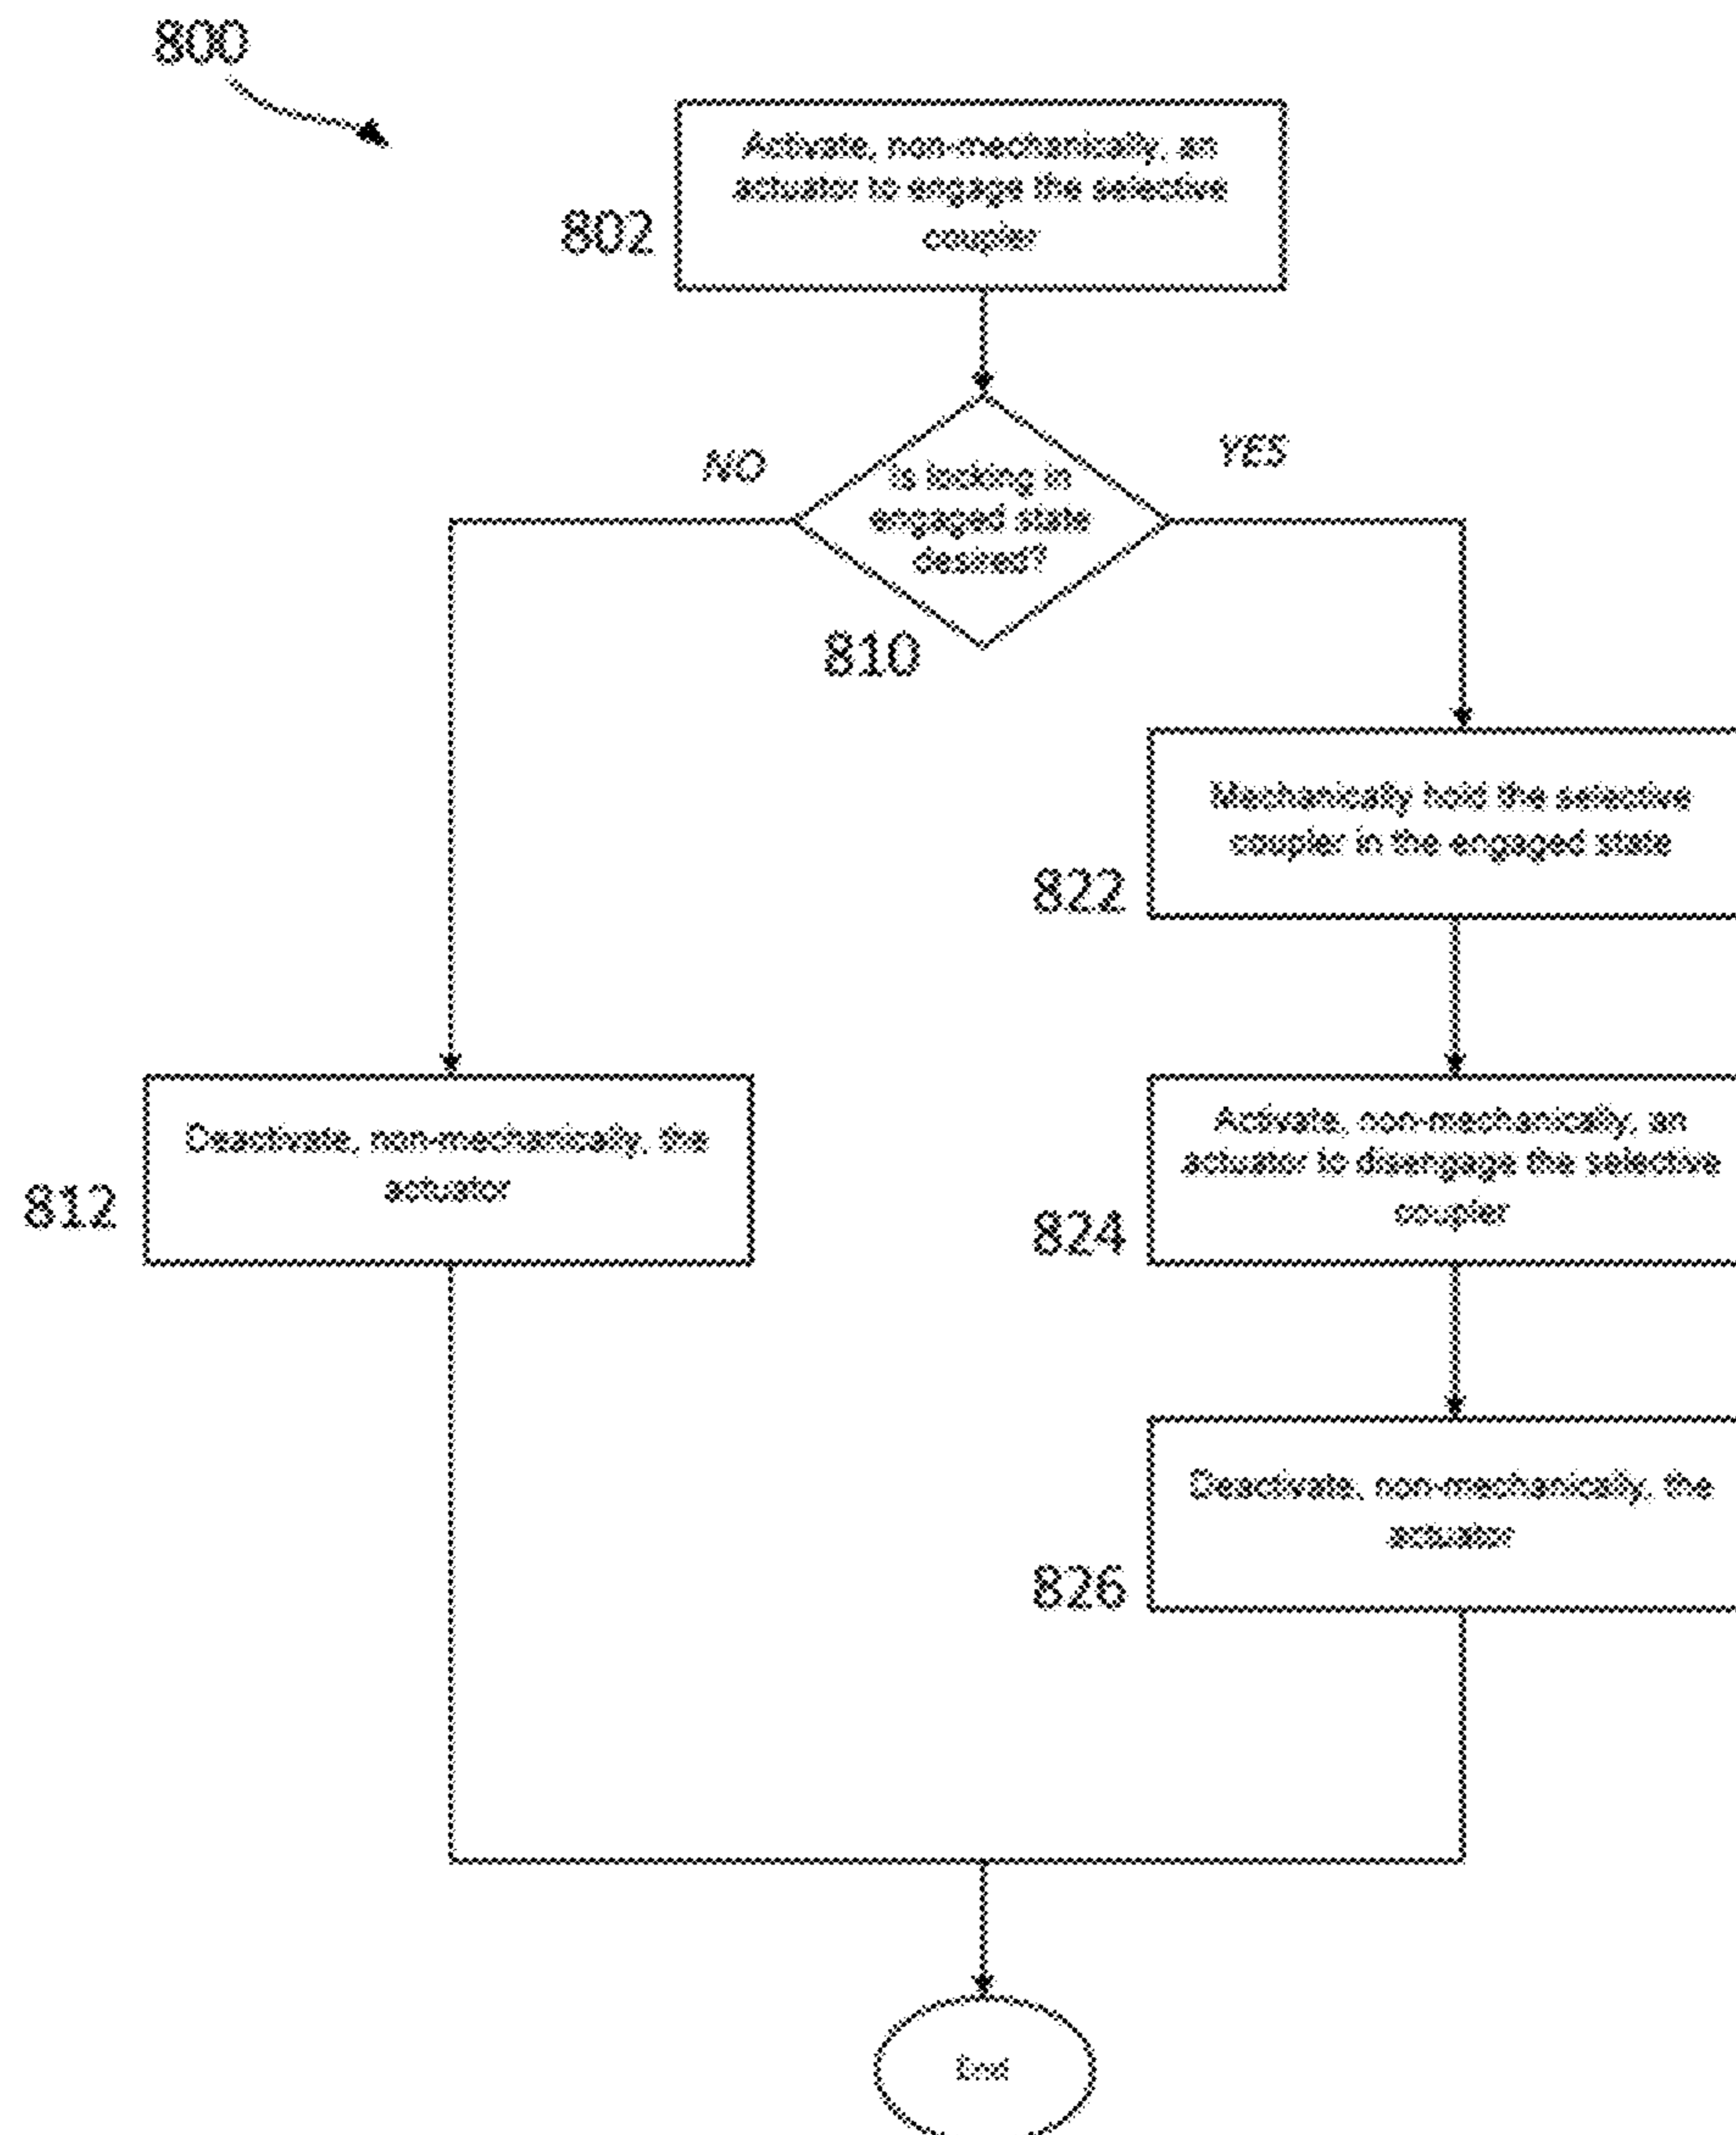 800
Activate, non-mechanically, an
actuator to engage the selective
coupler
802
NO
YES
Is locking in
engaged state
desired?
810
Mechanically hold the selective
coupler in the engaged state
822
Deactivate, non-mechanically, the
actuator
812
Activate, non-mechanically, an
actuator to disengage the selective
coupler
824
Deactivate, non-mechanically, the
actuator
826
End